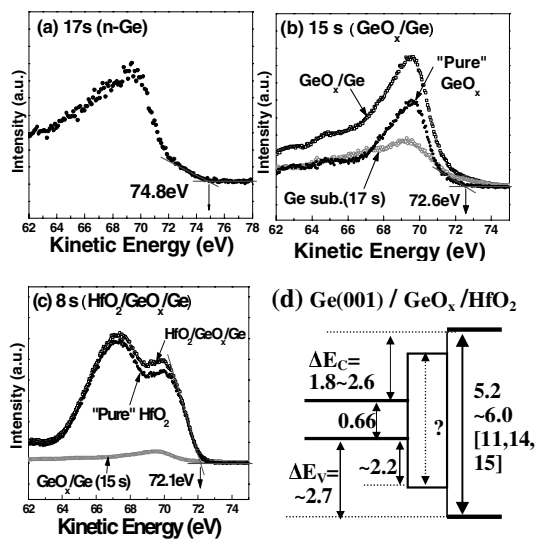 (a) 17s (n-Ge)
Intensity (a.u.)
74.8eV
62 64 66 68 70 72 74 76 78
Kinetic Energy (eV)
(b) 15 s (GeOx/Ge)
Intensity (a.u.)
GeOx/Ge
"Pure"
GeOx
Ge sub.(17 s)
72.6eV
62 64 66 68 70 72 74
Kinetic Energy (eV)
(c) 8 s (HfO2/GeOx/Ge)
Intensity (a.u.)
HfO2/GeOx/Ge
"Pure" HfO2
GeOx/Ge (15 s)
72.1eV
62 64 66 68 70 72 74
Kinetic Energy (eV)
(d) Ge(001) / GeOx /HfO2
ΔEC=
1.8~2.6
0.66
ΔEV=
~2.7
~2.2
?
5.2
~6.0
[11,14,
15]